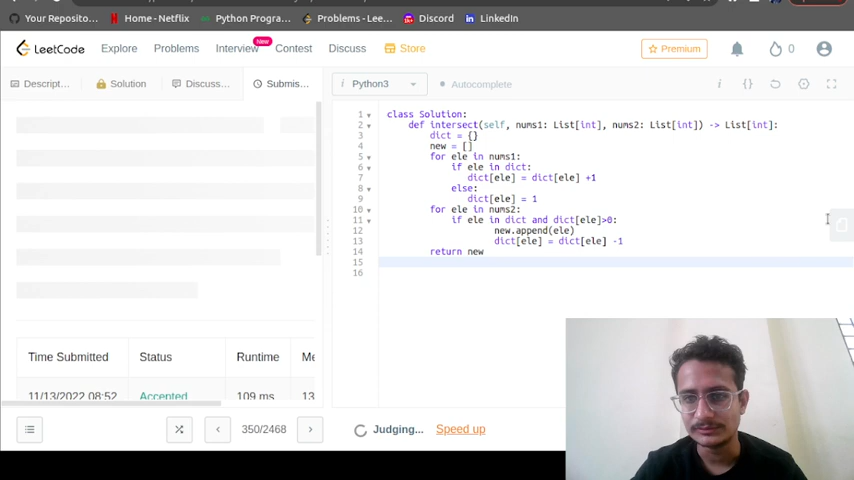 Your Reposito...
Home - Netflix
Python Progra...
Problems - Lee...
Discord
LinkedIn
LeetCode
Explore
Problems
Interview
New
Contest
Discuss
Store
Premium
0
Descript...
Solution
Discuss...
Submis...
i Python3
Autocomplete
i
{}
1 class Solution:
2 def intersect(self, nums1: List[int], nums2: List[int]) -> List[int]:
3 dict = {}
4 new = []
5 for ele in nums1:
6 if ele in dict:
7 dict[ele] = dict[ele] +1
8 else:
9 dict[ele] = 1
10 for ele in nums2:
11 if ele in dict and dict[ele]>0:
12 new.append(ele)
13 dict[ele] = dict[ele] -1
14 return new
15
16
Time Submitted Status Runtime Me
11/13/2022 08:52 Accepted 109 ms 13
350/2468
Judging... Speed up